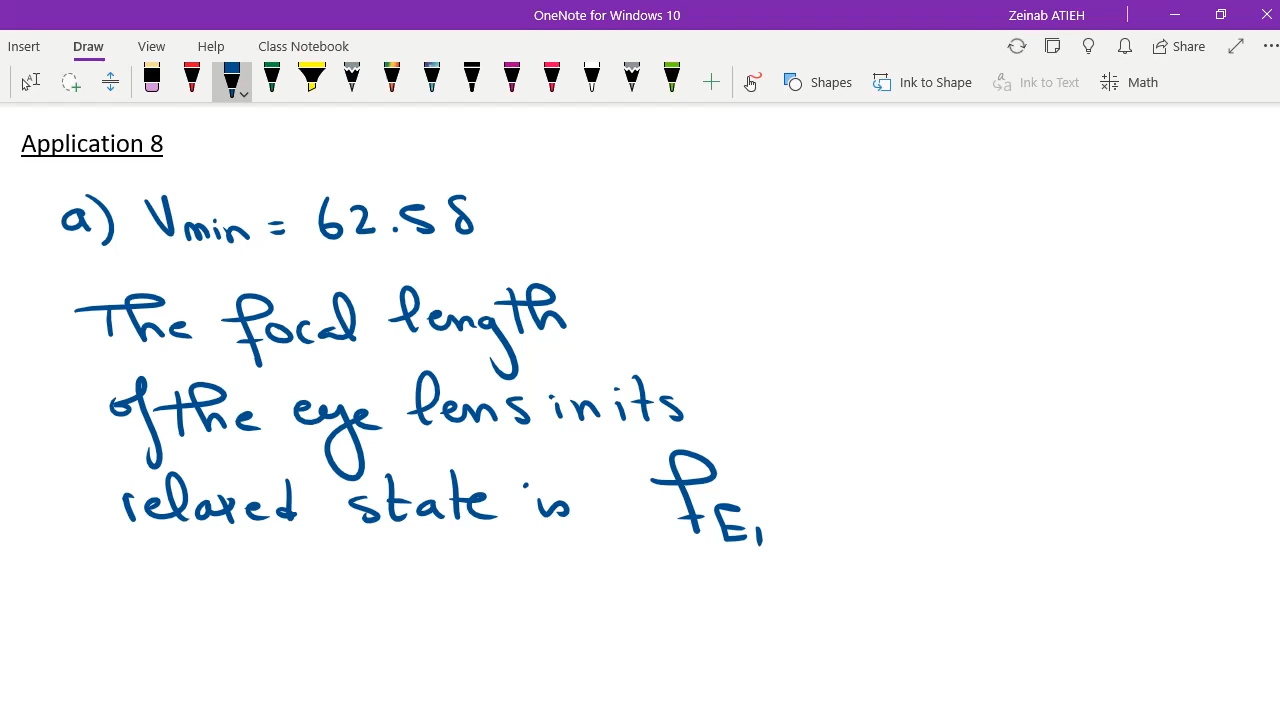 OneNote for Windows 10
Zeinab ATIEH
Insert Draw View Help Class Notebook
Share
Shapes Ink to Shape Ink to Text Math
Application 8
a) Vmin = 62.5δ
The focal length
of the eye lens in its
relaxed state is fE1